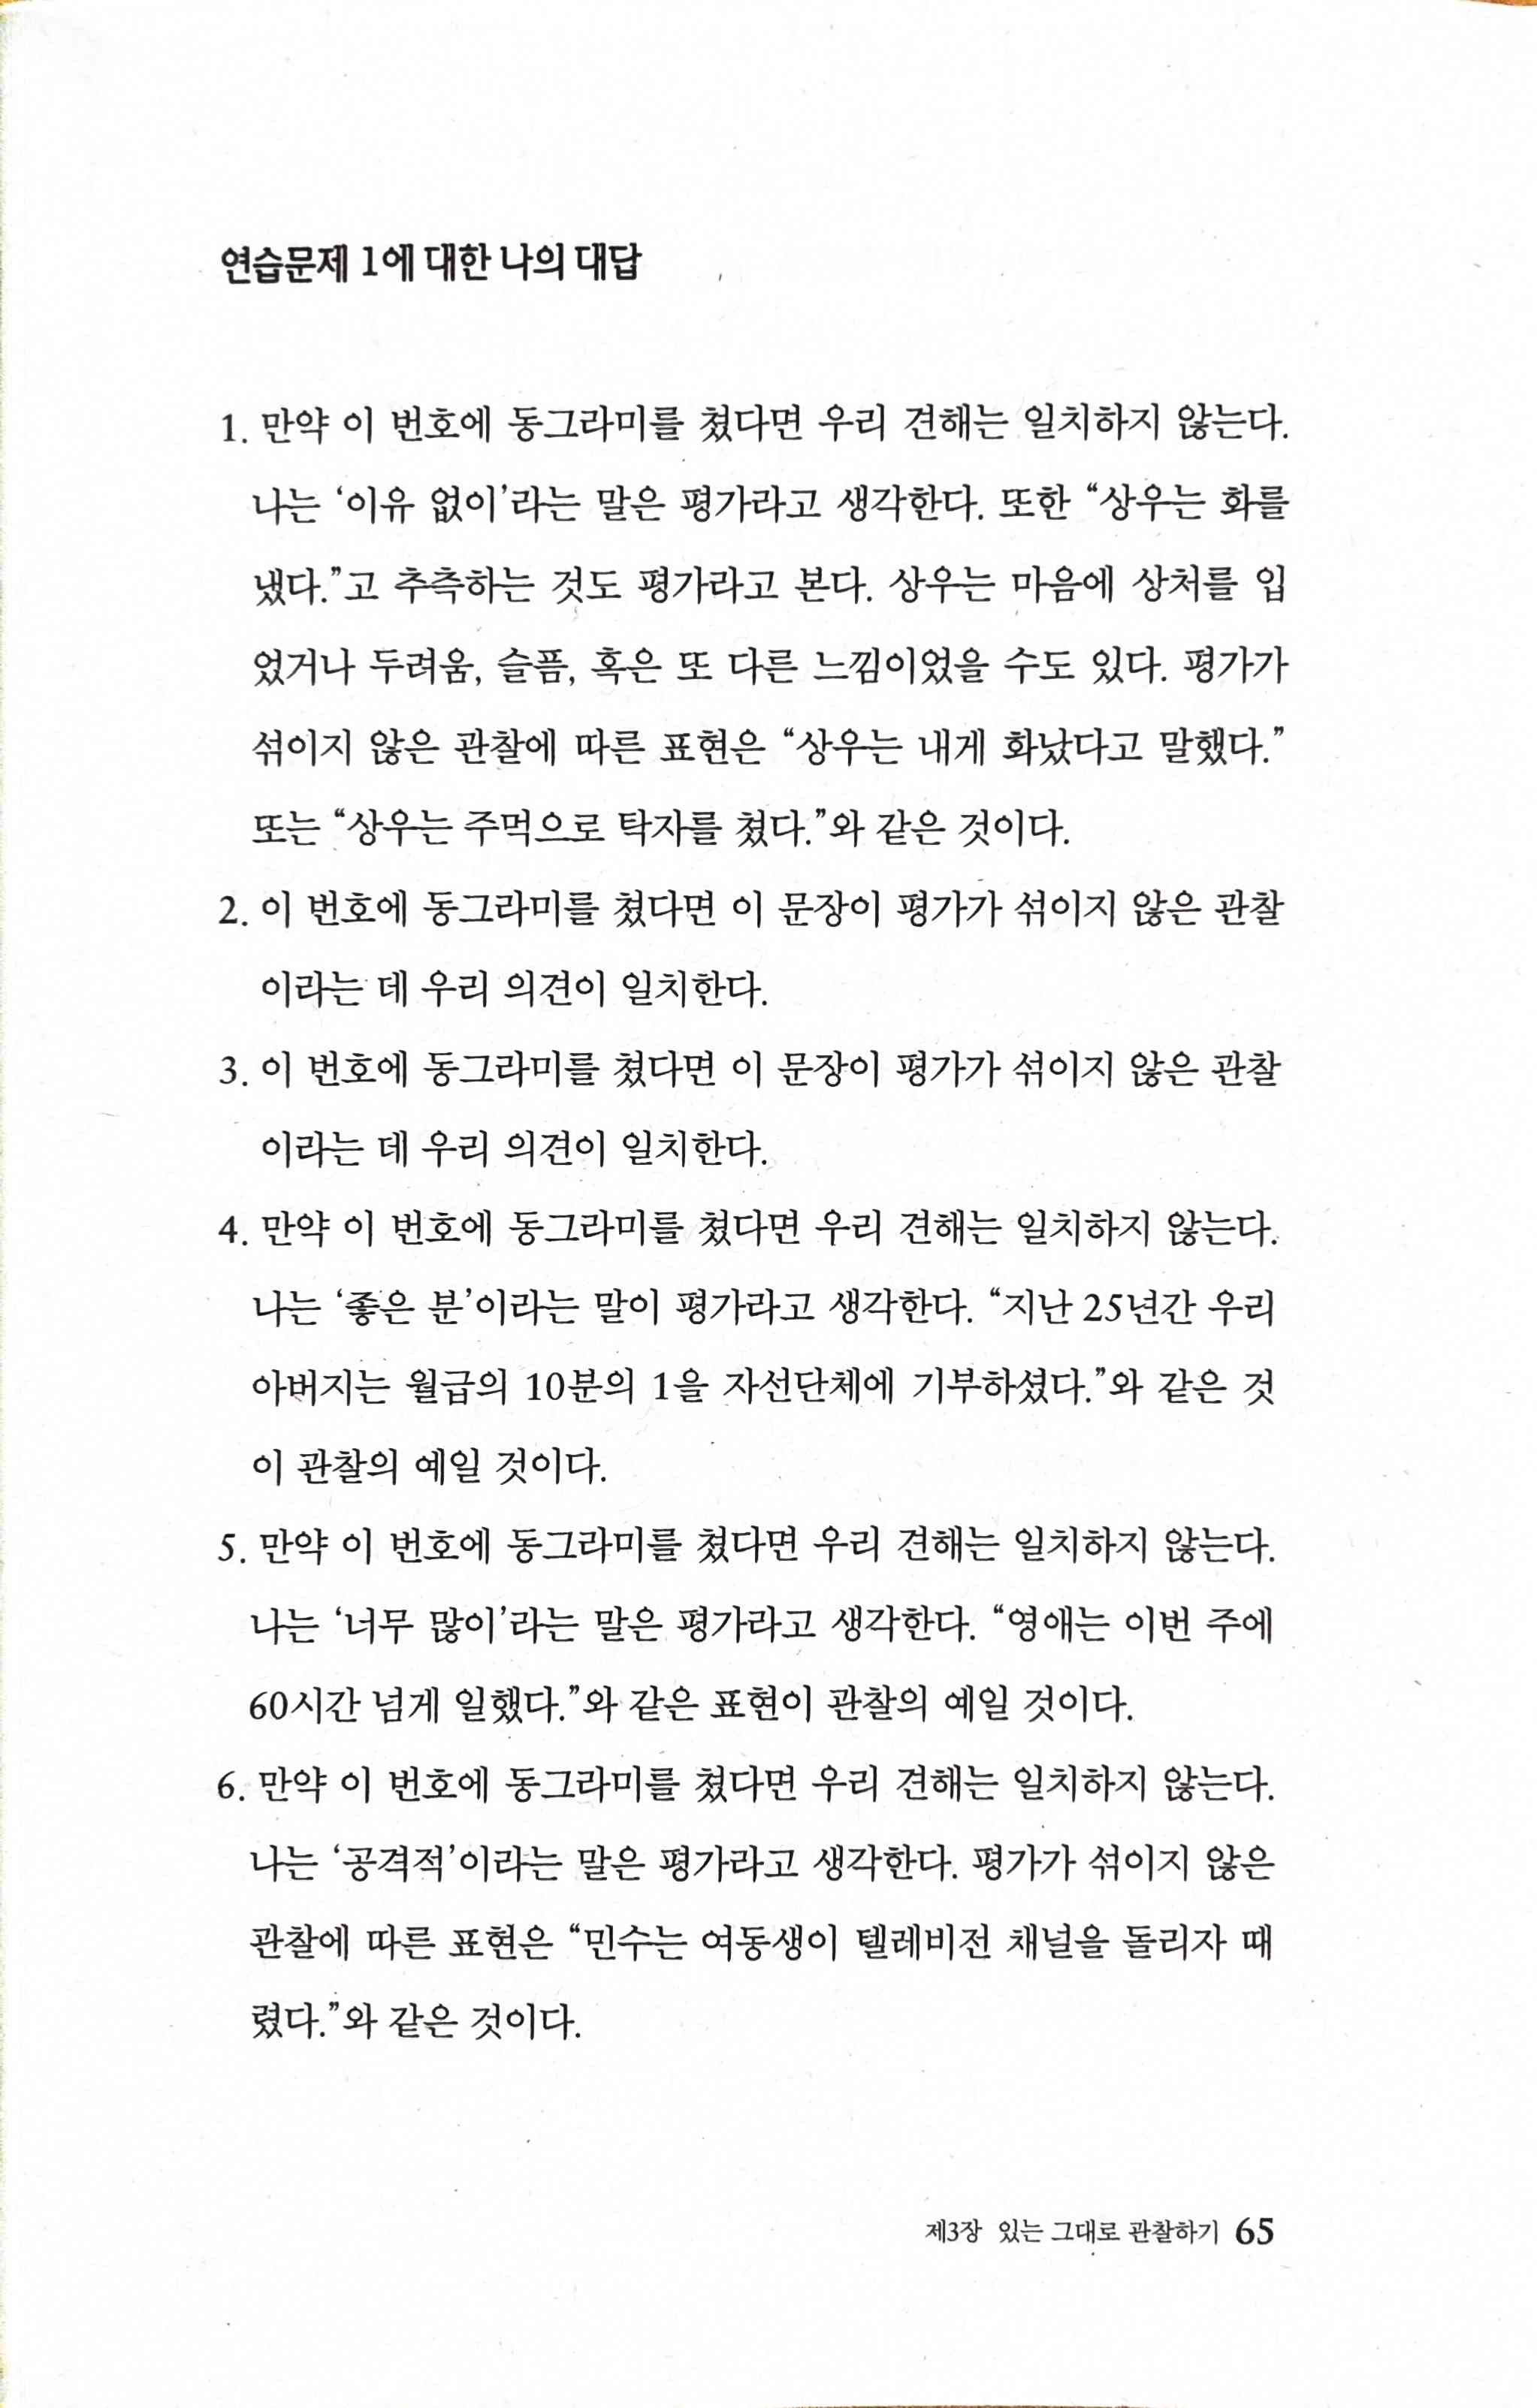 연습문제 1에 대한 나의 대답
1. 만약 이 번호에 동그라미를 쳤다면 우리 견해는 일치하지 않는다.
나는 ‘이유 없이’라는 말은 평가라고 생각한다. 또한 “상우는 화를
냈다.”고 추측하는 것도 평가라고 본다. 상우는 마음에 상처를 입
었거나 두려움, 슬픔, 혹은 또 다른 느낌이었을 수도 있다. 평가가
섞이지 않은 관찰에 따른 표현은 “상우는 내게 화났다고 말했다.”
또는 “상우는 주먹으로 탁자를 쳤다.”와 같은 것이다.
2. 이 번호에 동그라미를 쳤다면 이 문장이 평가가 섞이지 않은 관찰
이라는 데 우리 의견이 일치한다.
3. 이 번호에 동그라미를 쳤다면 이 문장이 평가가 섞이지 않은 관찰
이라는 데 우리 의견이 일치한다.
4. 만약 이 번호에 동그라미를 쳤다면 우리 견해는 일치하지 않는다.
나는 ‘좋은 분’이라는 말이 평가라고 생각한다. “지난 25년간 우리
아버지는 월급의 10분의 1을 자선단체에 기부하셨다.”와 같은 것
이 관찰의 예일 것이다.
5. 만약 이 번호에 동그라미를 쳤다면 우리 견해는 일치하지 않는다.
나는 ‘너무 많이’라는 말은 평가라고 생각한다. “영애는 이번 주에
60시간 넘게 일했다.”와 같은 표현이 관찰의 예일 것이다.
6. 만약 이 번호에 동그라미를 쳤다면 우리 견해는 일치하지 않는다.
나는 ‘공격적’이라는 말은 평가라고 생각한다. 평가가 섞이지 않은
관찰에 따른 표현은 “민수는 여동생이 텔레비전 채널을 돌리자 때
렸다.”와 같은 것이다.
제3장 있는 그대로 관찰하기 65